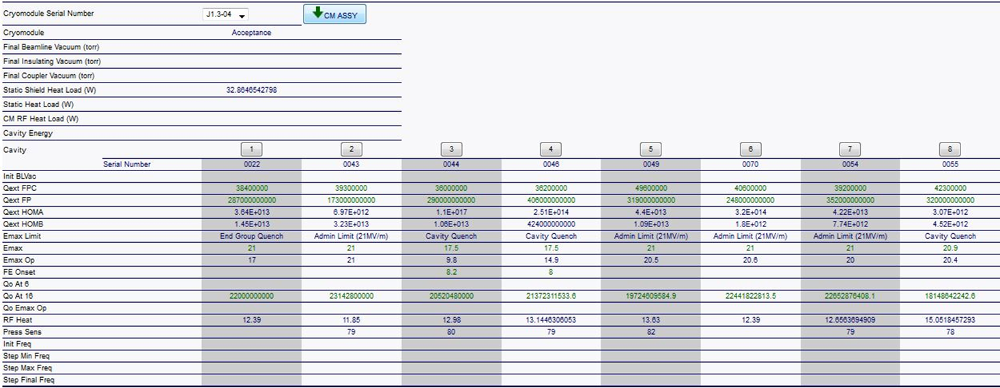 Cryomodule Serial Number J1.3-04 CM ASSY
Cryomodule Acceptance
Final Beamline Vacuum (torr)
Final Insulating Vacuum (torr)
Final Coupler Vacuum (torr)
Static Shield Heat Load (W) 32.8646542798
Static Heat Load (W)
CM RF Heat Load (W)
Cavity Energy
Cavity 1 2 3 4 5 6 7 8
Serial Number 0022 0043 0044 0046 0049 0070 0054 0055
Init BLVac
Qext FPC 38400000 39300000 36000000 36200000 49600000 40600000 39200000 42300000
Qext FP 287000000000 173000000000 290000000000 406000000000 319000000000 248000000000 352000000000 320000000000
Qext HOMA 3.64E+013 6.97E+012 1.1E+017 2.51E+014 4.4E+013 3.2E+014 4.22E+013 3.07E+012
Qext HOMB 1.45E+013 3.23E+013 1.06E+013 424000000000 1.09E+013 1.8E+012 7.74E+012 4.52E+012
Emax Limit End Group Quench Admin Limit (21MV/m) Cavity Quench Cavity Quench Admin Limit (21MV/m) Admin Limit (21MV/m) Admin Limit (21MV/m) Cavity Quench
Emax 21 21 17.5 17.5 21 21 21 20.9
Emax Op 17 21 9.8 14.9 20.5 20.6 20 20.4
FE Onset 8.2 8
Qo At 6
Qo At 16 22000000000 23142800000 20520480000 21372311533.6 19724609584.9 22441822813.5 22652876408.1 18148642242.6
Qo Emax Op
RF Heat 12.39 11.85 12.98 13.1446306053 13.63 12.39 12.6563694909 15.0518457293
Press Sens 79 80 79 82 79 78
Init Freq
Step Min Freq
Step Max Freq
Step Final Freq